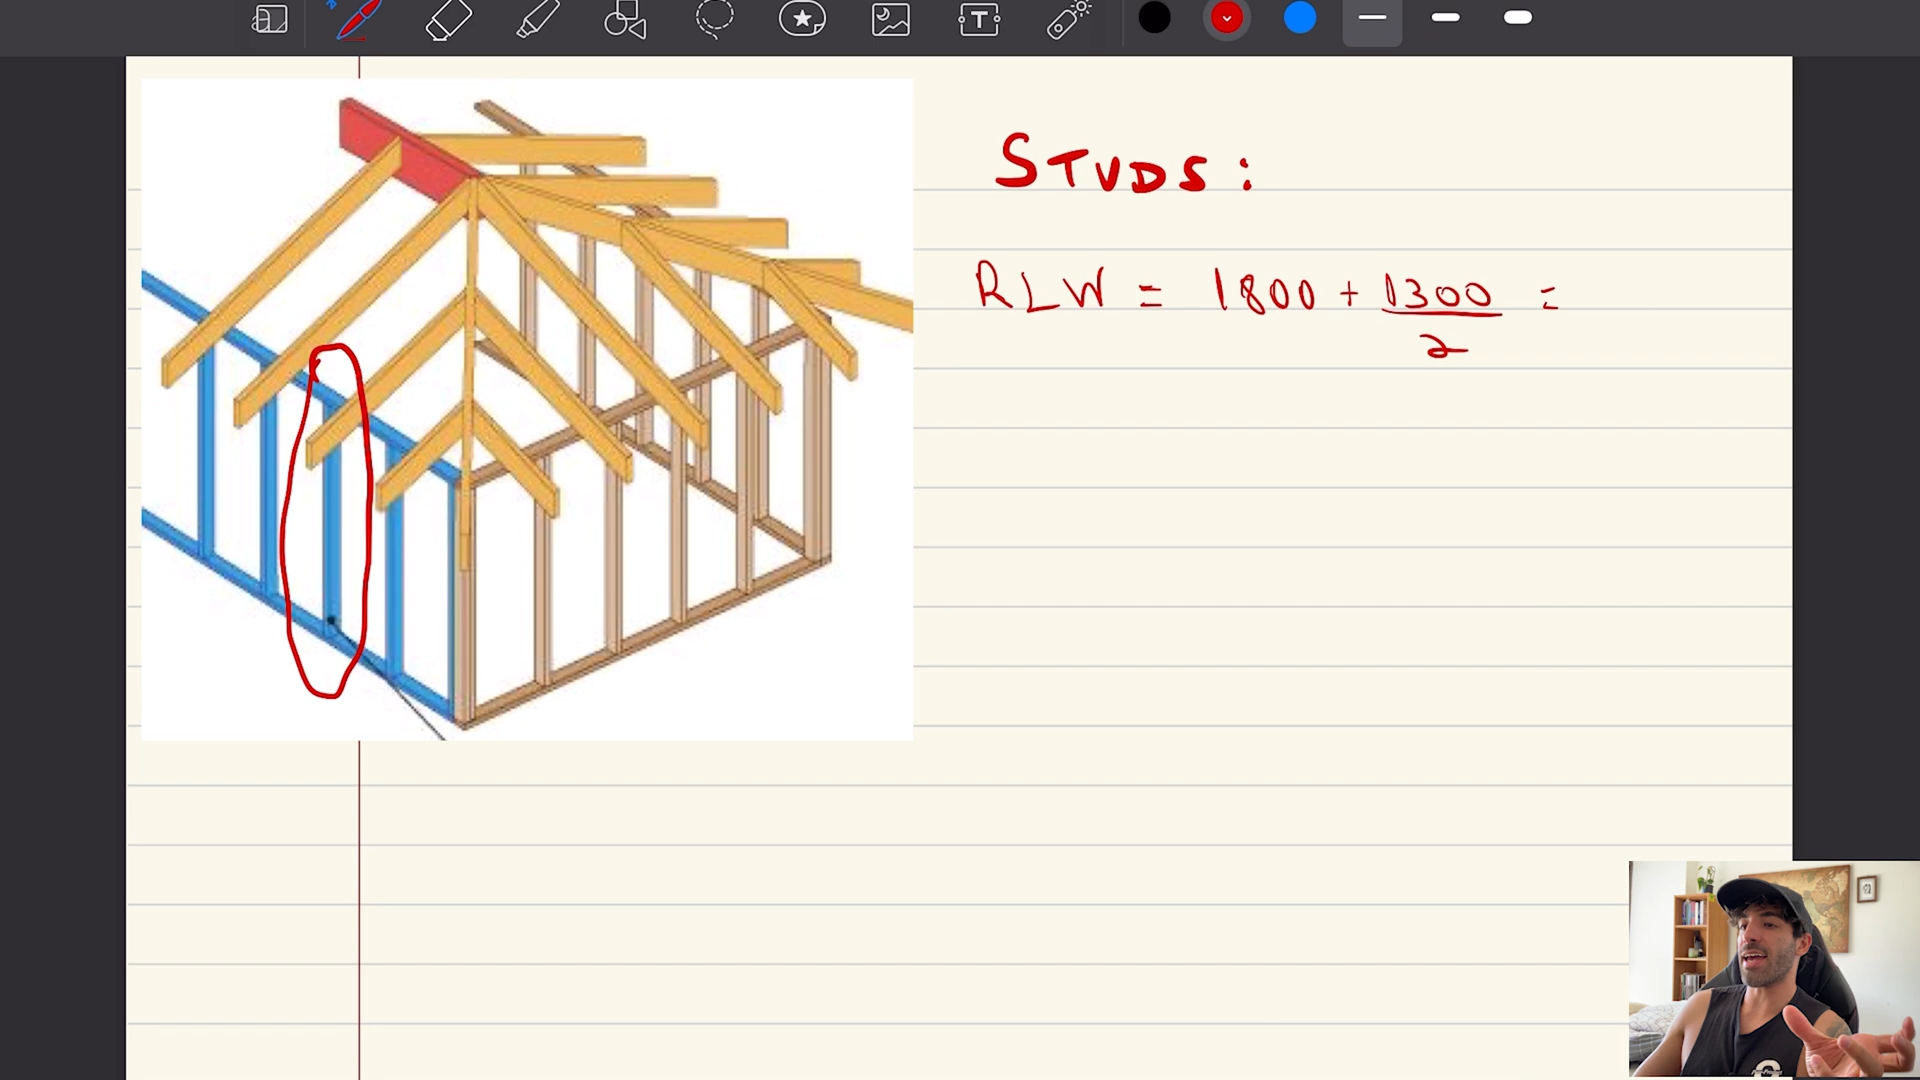 STUDS:
RLW = 1800 + 1300/2 =